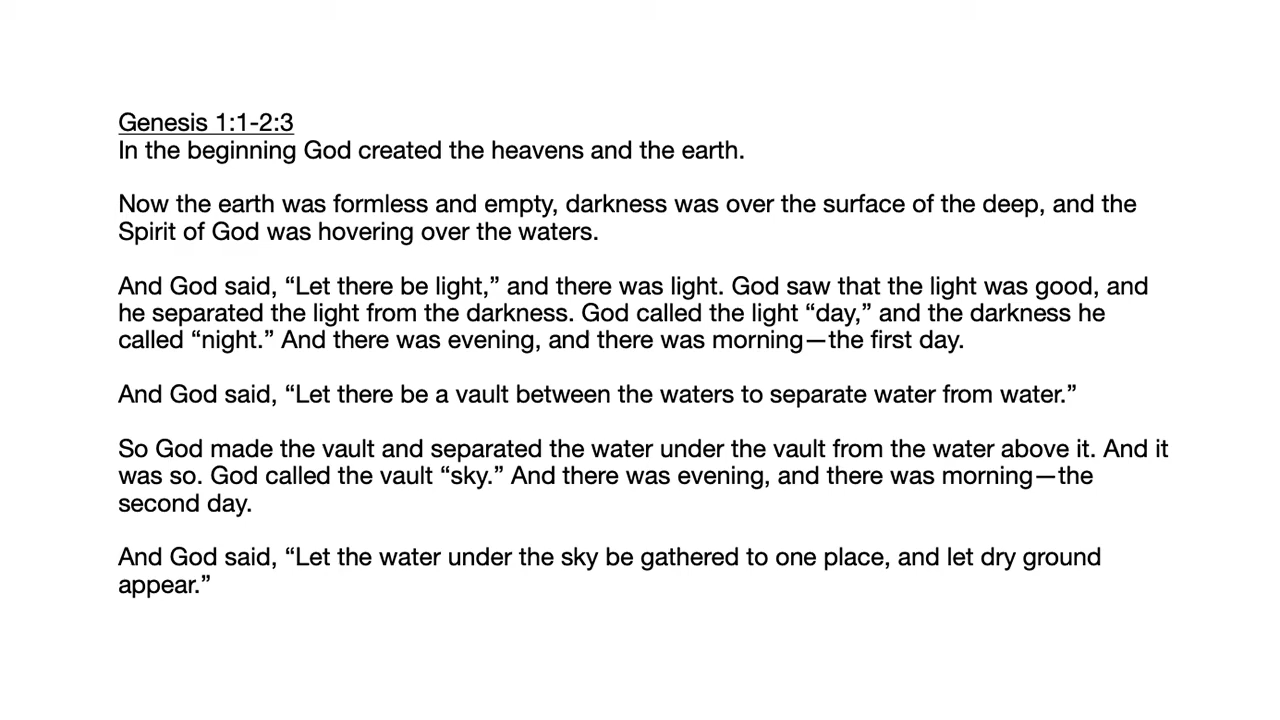 Genesis 1:1-2:3
In the beginning God created the heavens and the earth.
Now the earth was formless and empty, darkness was over the surface of the deep, and the
Spirit of God was hovering over the waters.
And God said, “Let there be light,” and there was light. God saw that the light was good, and
he separated the light from the darkness. God called the light “day,” and the darkness he
called “night.” And there was evening, and there was morning—the first day.
And God said, “Let there be a vault between the waters to separate water from water.”
So God made the vault and separated the water under the vault from the water above it. And it
was so. God called the vault “sky.” And there was evening, and there was morning—the
second day.
And God said, “Let the water under the sky be gathered to one place, and let dry ground
appear.”